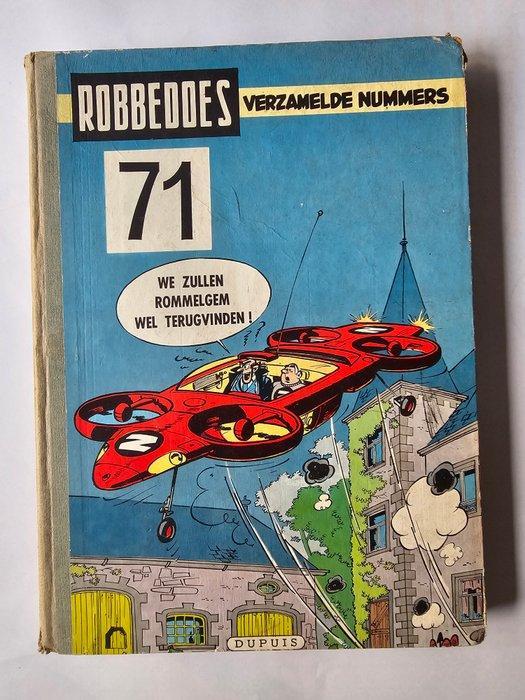 ROBBEDOES VERZAMELDE NUMMERS
71
WE ZULLEN
ROMMELGEM
WEL TERUGVINDEN !
N
N
DUPUIS